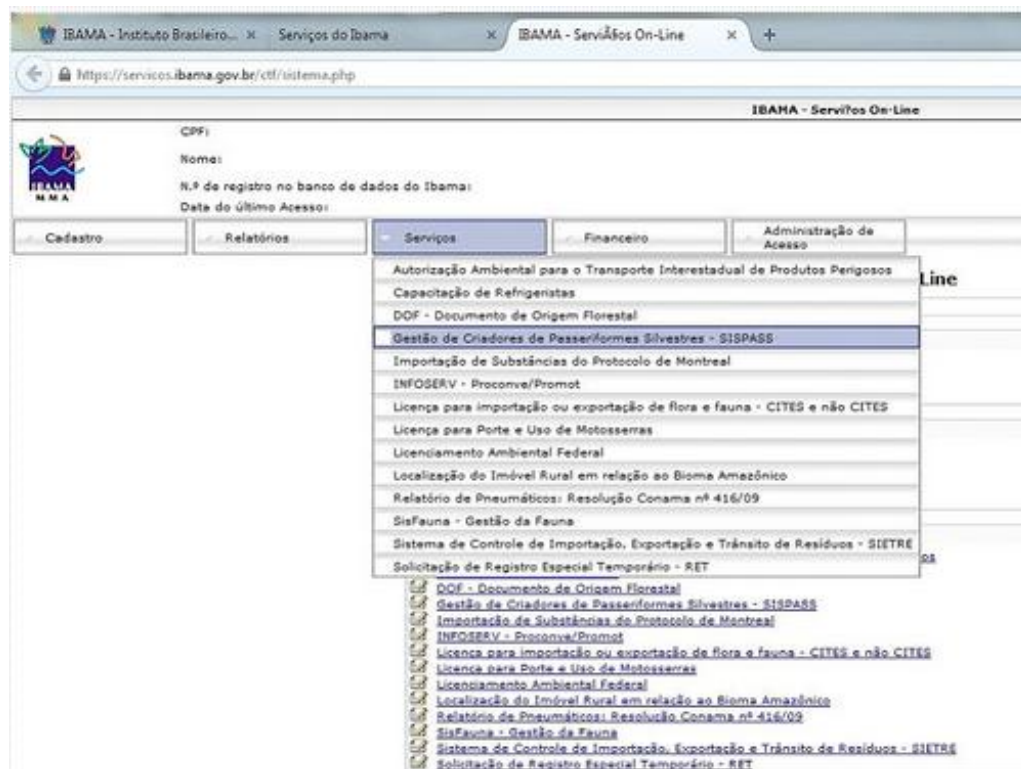 IBAMA - Instituto Brasileiro... × Serviços do Ibama × IBAMA - ServiÃ§os On-Line × +
https://servicos.ibama.gov.br/ctf/sistema.php
IBAMA - Servi?os On-Line
CPF:
Nome:
N.º de registro no banco de dados do Ibama:
Data do último Acesso:
IBAMA
M M A
Cadastro Relatórios Serviços Financeiro Administração de Acesso
Line
Autorização Ambiental para o Transporte Interestadual de Produtos Perigosos
Capacitação de Refrigeristas
DOF - Documento de Origem Florestal
Gestão de Criadores de Passeriformes Silvestres - SISPASS
Importação de Substâncias do Protocolo de Montreal
INFOSERV - Proconve/Promot
Licença para importação ou exportação de flora e fauna - CITES e não CITES
Licença para Porte e Uso de Motosserras
Licenciamento Ambiental Federal
Localização do Imóvel Rural em relação ao Bioma Amazônico
Relatório de Pneumáticos: Resolução Conama nº 416/09
SisFauna - Gestão da Fauna
Sistema de Controle de Importação, Exportação e Trânsito de Resíduos - SIETRE
os
Solicitação de Registro Especial Temporário - RET
DOF - Documento de Origem Florestal
Gestão de Criadores de Passeriformes Silvestres - SISPASS
Importação de Substâncias do Protocolo de Montreal
INFOSERV - Proconve/Promot
Licença para importação ou exportação de flora e fauna - CITES e não CITES
Licença para Porte e Uso de Motosserras
Licenciamento Ambiental Federal
Localização do Imóvel Rural em relação ao Bioma Amazônico
Relatório de Pneumáticos: Resolução Conama nº 416/09
SisFauna - Gestão da Fauna
Sistema de Controle de Importação, Exportação e Trânsito de Resíduos - SIETRE
Solicitação de Registro Especial Temporário - RET